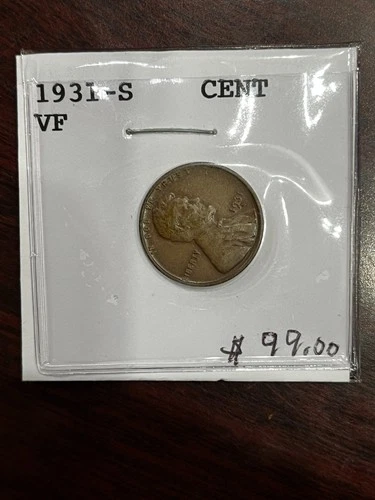 1931-S CENT
VF
$ 99.00